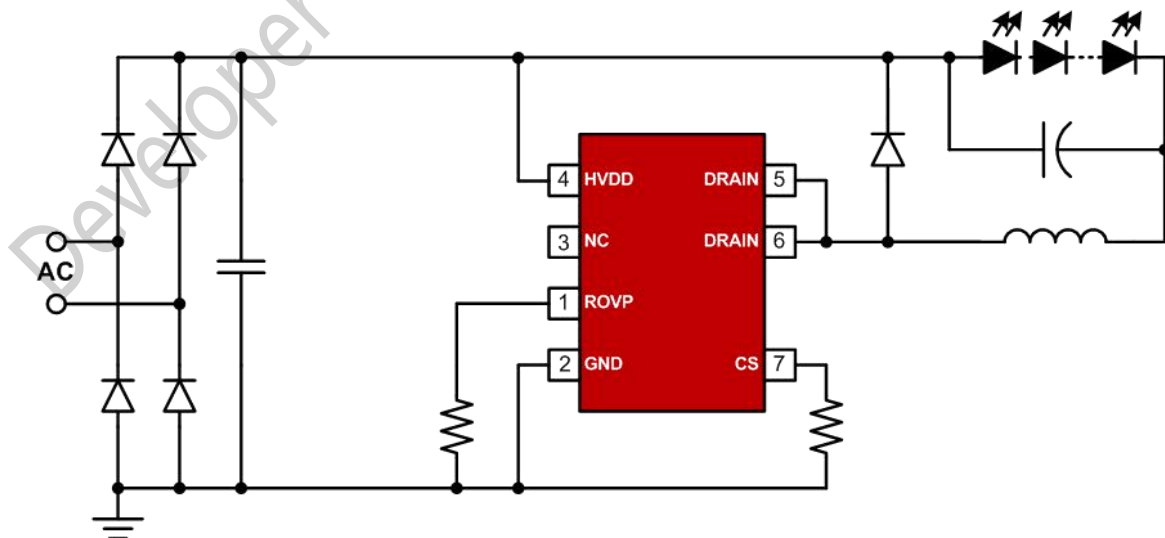 Developer
4 HVDD DRAIN 5
3 NC DRAIN 6
AC
1 ROVP
2 GND CS 7